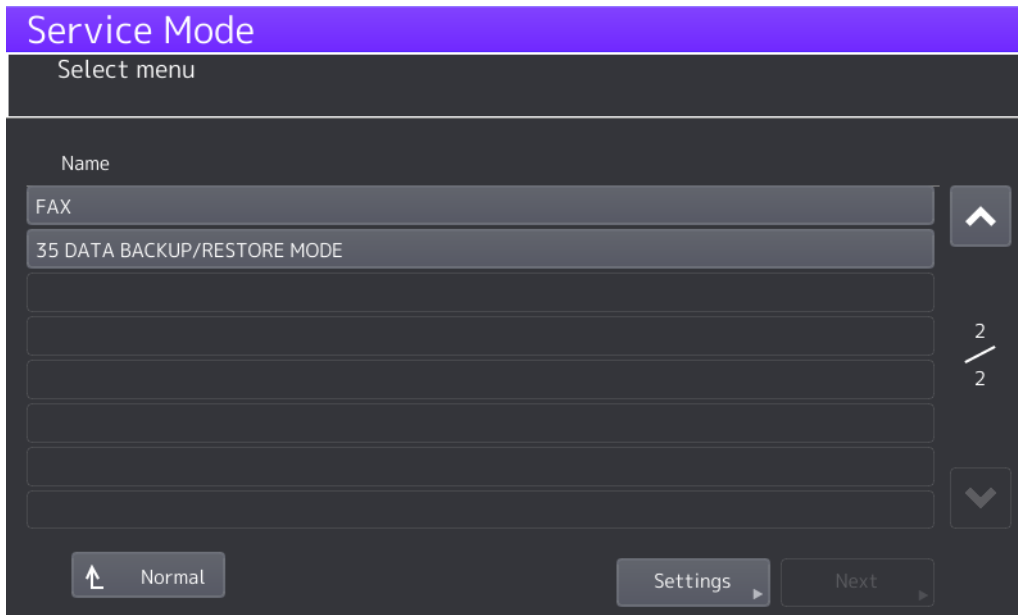 Service Mode
Select menu
Name
FAX
35 DATA BACKUP/RESTORE MODE
2
2
Normal
Settings
Next